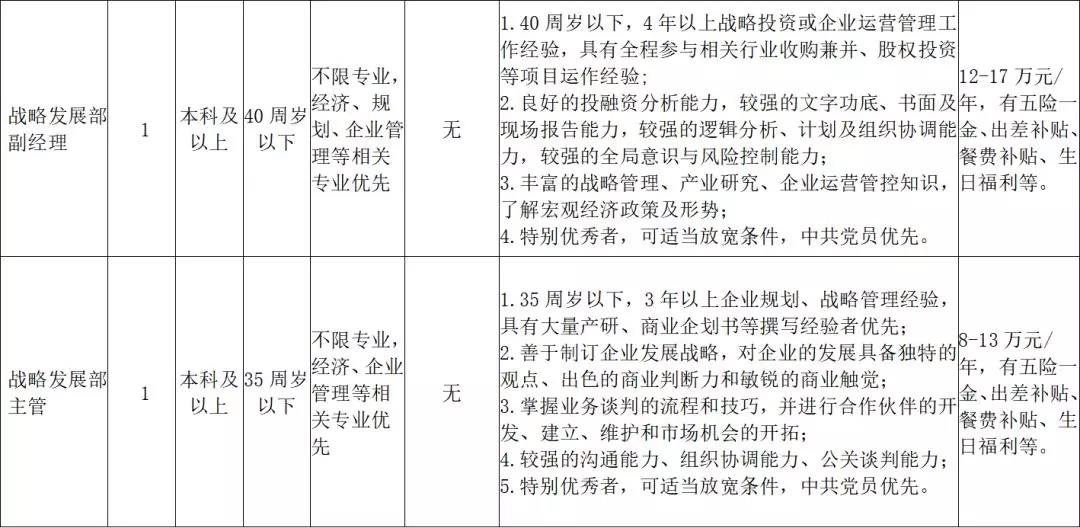 战略发展部
副经理
1
本科及
以上
40 周岁
以下
不限专业，
经济、规
划、企业管
理等相关
专业优先
无
1.40 周岁以下，4 年以上战略投资或企业运营管理工
作经验，具有全程参与相关行业收购兼并、股权投资
等项目运作经验;
2.良好的投融资分析能力，较强的文字功底、书面及
现场报告能力，较强的逻辑分析、计划及组织协调能
力，较强的全局意识与风险控制能力；
3.丰富的战略管理、产业研究、企业运营管控知识，
了解宏观经济政策及形势；
4.特别优秀者，可适当放宽条件，中共党员优先。
12-17 万元/
年，有五险一
金、出差补贴、
餐费补贴、生
日福利等。
战略发展部
主管
1
本科及
以上
35 周岁
以下
不限专业，
经济、企业
管理等相
关专业优
先
无
1.35 周岁以下，3 年以上企业规划、战略管理经验，
具有大量产研、商业企划书等撰写经验者优先；
2.善于制订企业发展战略，对企业的发展具备独特的
观点、出色的商业判断力和敏锐的商业触觉；
3.掌握业务谈判的流程和技巧，并进行合作伙伴的开
发、建立、维护和市场机会的开拓；
4.较强的沟通能力、组织协调能力、公关谈判能力；
5.特别优秀者，可适当放宽条件，中共党员优先。
8-13 万元/
年，有五险一
金、出差补贴、
餐费补贴、生
日福利等。